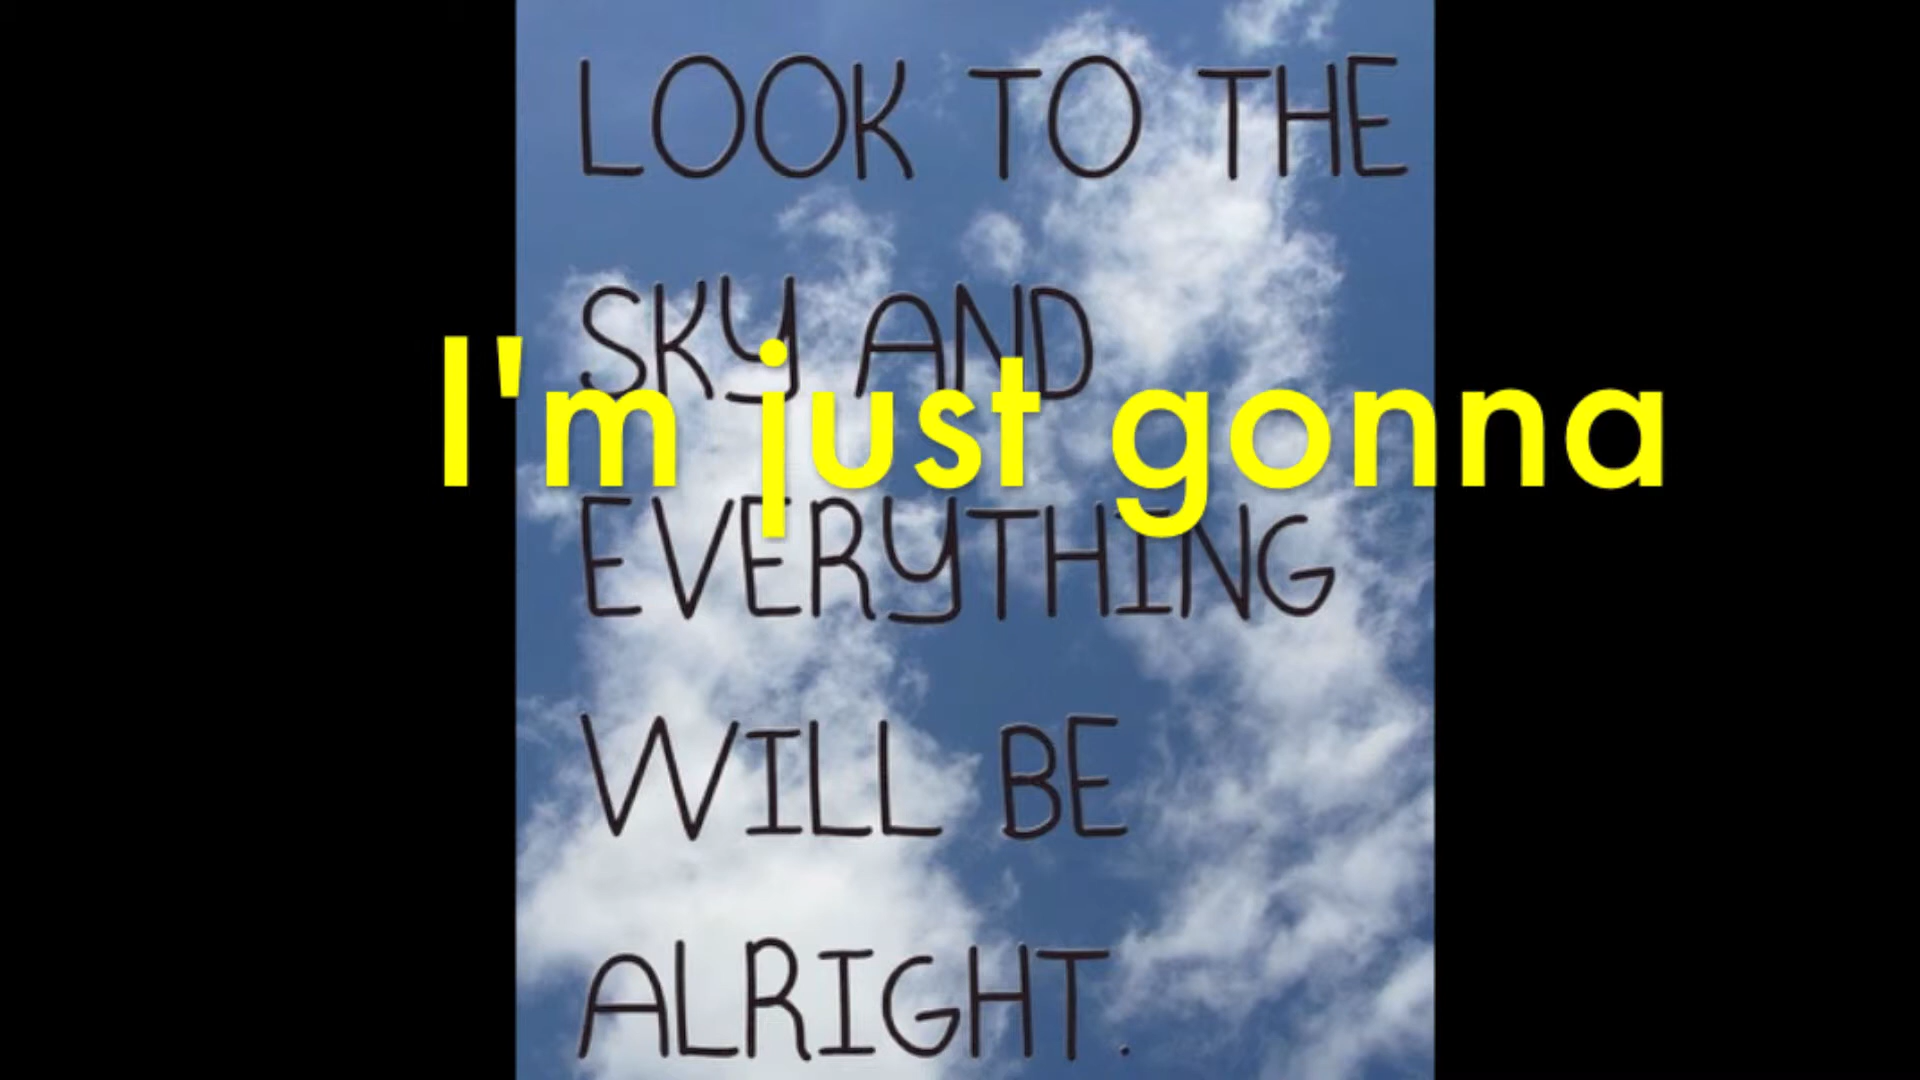 LOOK TO THE
SKY AND
I'm just gonna
EVERYTHING
WILL BE
ALRIGHT.